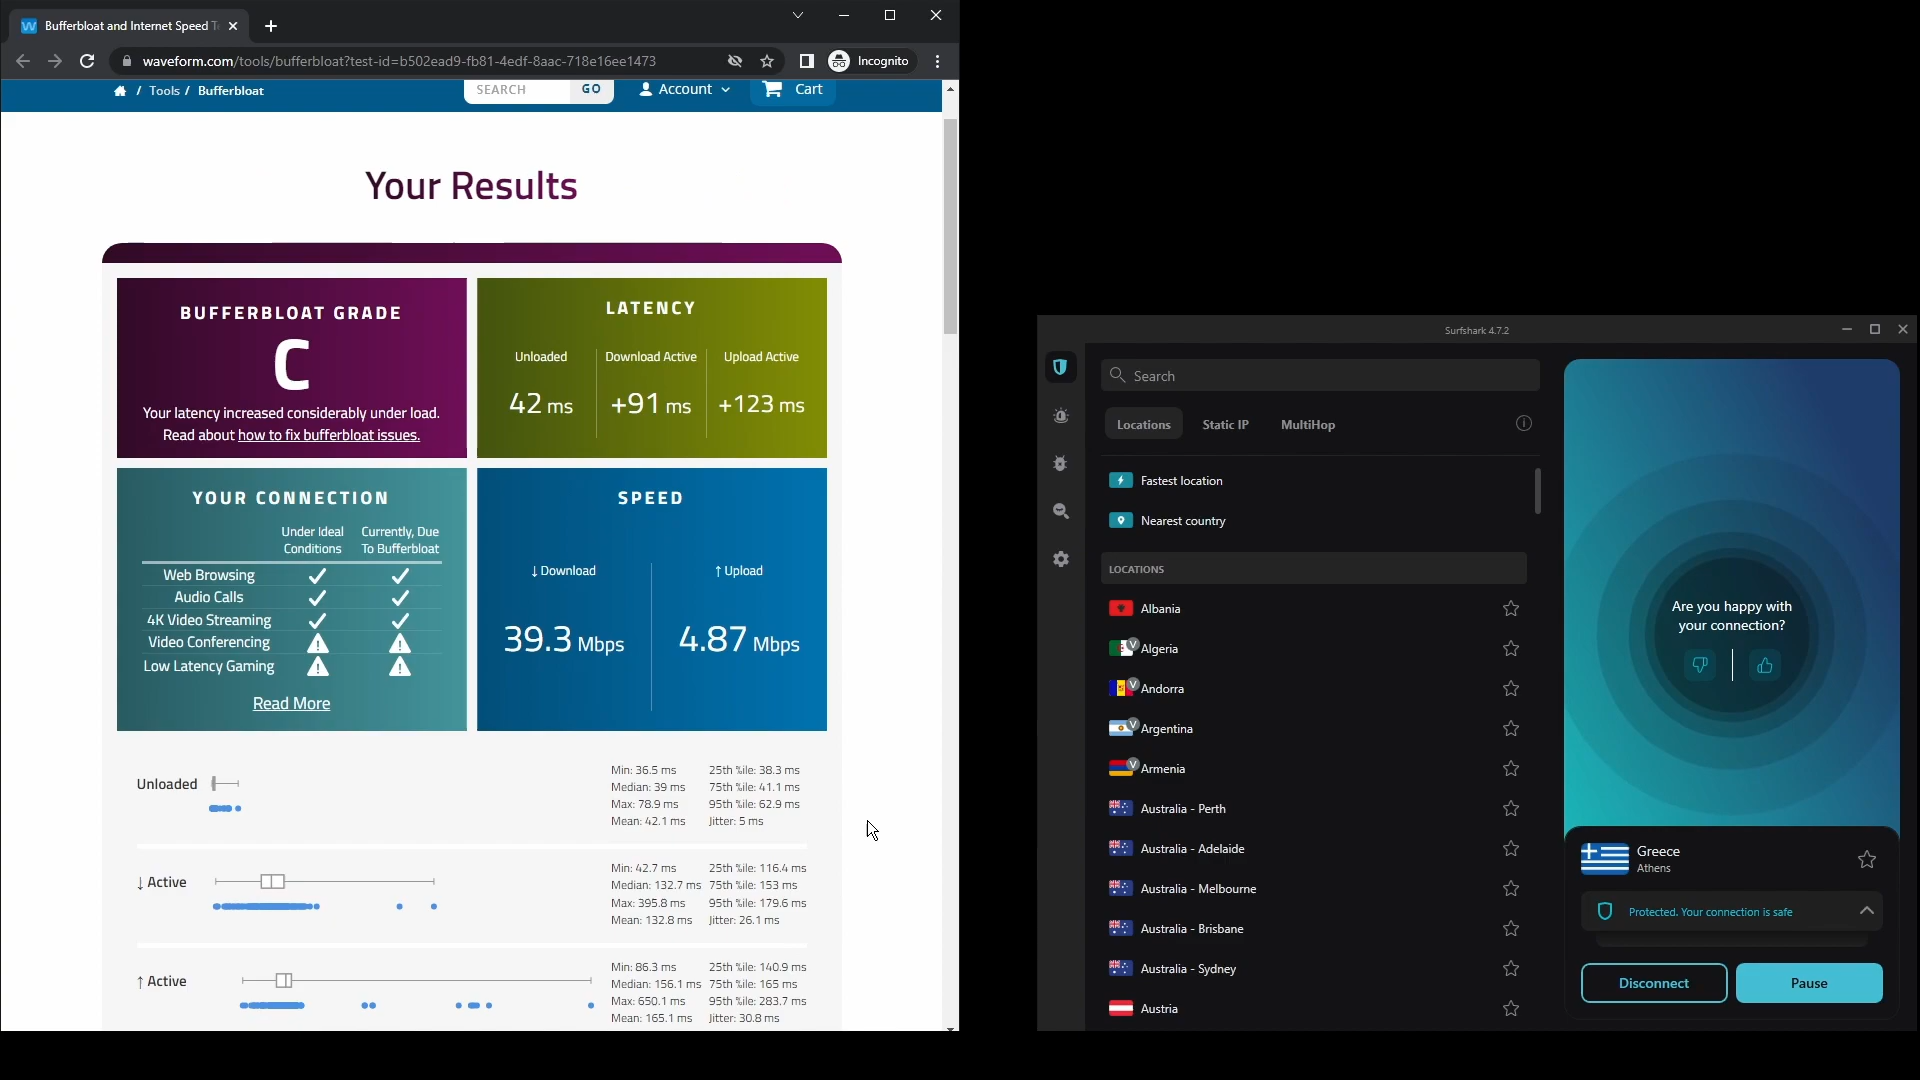 Bufferbloat and Internet Speed T
waveform.com/tools/bufferbloat?test-id=b502ead9-fb81-4edf-8aac-718e16ee1473
Incognito
/ Tools / Bufferbloat
SEARCH
GO
Account
Cart
Your Results
BUFFERBLOAT GRADE
C
Your latency increased considerably under load.
Read about how to fix bufferbloat issues.
LATENCY
Unloaded
Download Active
Upload Active
42 ms
+91 ms
+123 ms
YOUR CONNECTION
Under Ideal Conditions
Currently, Due To Bufferbloat
Web Browsing
Audio Calls
4K Video Streaming
Video Conferencing
Low Latency Gaming
Read More
SPEED
↓ Download
↑ Upload
39.3 Mbps
4.87 Mbps
Unloaded
Min: 36.5 ms 25th %ile: 38.3 ms
Median: 39 ms 75th %ile: 41.1 ms
Max: 78.9 ms 95th %ile: 62.9 ms
Mean: 42.1 ms Jitter: 5 ms
↓ Active
Min: 42.7 ms 25th %ile: 116.4 ms
Median: 132.7 ms 75th %ile: 153 ms
Max: 395.8 ms 95th %ile: 179.6 ms
Mean: 132.8 ms Jitter: 26.1 ms
↑ Active
Min: 86.3 ms 25th %ile: 140.9 ms
Median: 156.1 ms 75th %ile: 165 ms
Max: 650.1 ms 95th %ile: 283.7 ms
Mean: 165.1 ms Jitter: 30.8 ms
Surfshark 4.7.2
Search
Locations
Static IP
MultiHop
Fastest location
Nearest country
LOCATIONS
Albania
V
Algeria
V
Andorra
V
Argentina
V
Armenia
Australia - Perth
Australia - Adelaide
Australia - Melbourne
Australia - Brisbane
Australia - Sydney
Austria
Are you happy with
your connection?
Greece
Athens
Protected. Your connection is safe
Disconnect
Pause